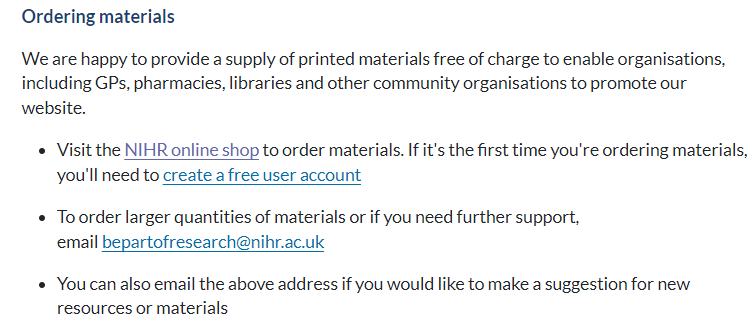 Ordering materials
We are happy to provide a supply of printed materials free of charge to enable organisations,
including GPs, pharmacies, libraries and other community organisations to promote our
website.
• Visit the NIHR online shop to order materials. If it's the first time you're ordering materials,
you'll need to create a free user account
• To order larger quantities of materials or if you need further support,
email bepartofresearch@nihr.ac.uk
• You can also email the above address if you would like to make a suggestion for new
resources or materials